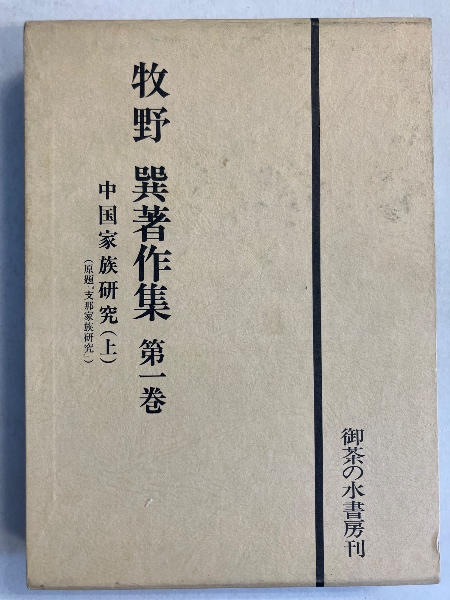 牧野 巽著作集 第一巻
中国家族研究(上)
(原題「支那家族研究」)
御茶の水書房刊